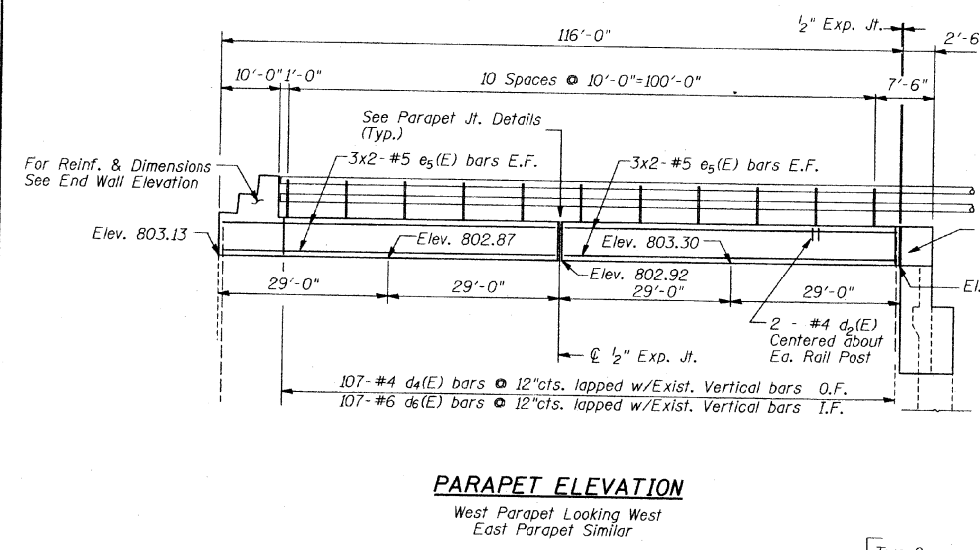 ½" Exp. Jt.
116'-0"
2'-6
10'-0" 1'-0"
10 Spaces @ 10'-0"=100'-0"
7'-6"
See Parapet Jt. Details
(Typ.)
For Reinf. & Dimensions
See End Wall Elevation
3x2-#5 e5(E) bars E.F.
3x2-#5 e5(E) bars E.F.
Elev. 803.13
Elev. 802.87
Elev. 803.30
Elev. 802.92
El.
29'-0"
29'-0"
29'-0"
29'-0"
2 - #4 d2(E)
Centered about
Ea. Rail Post
℄ ½" Exp. Jt.
107-#4 d4(E) bars @ 12"cts. lapped w/Exist. Vertical bars O.F.
107-#6 d6(E) bars @ 12"cts. lapped w/Exist. Vertical bars I.F.
PARAPET ELEVATION
West Parapet Looking West
East Parapet Similar